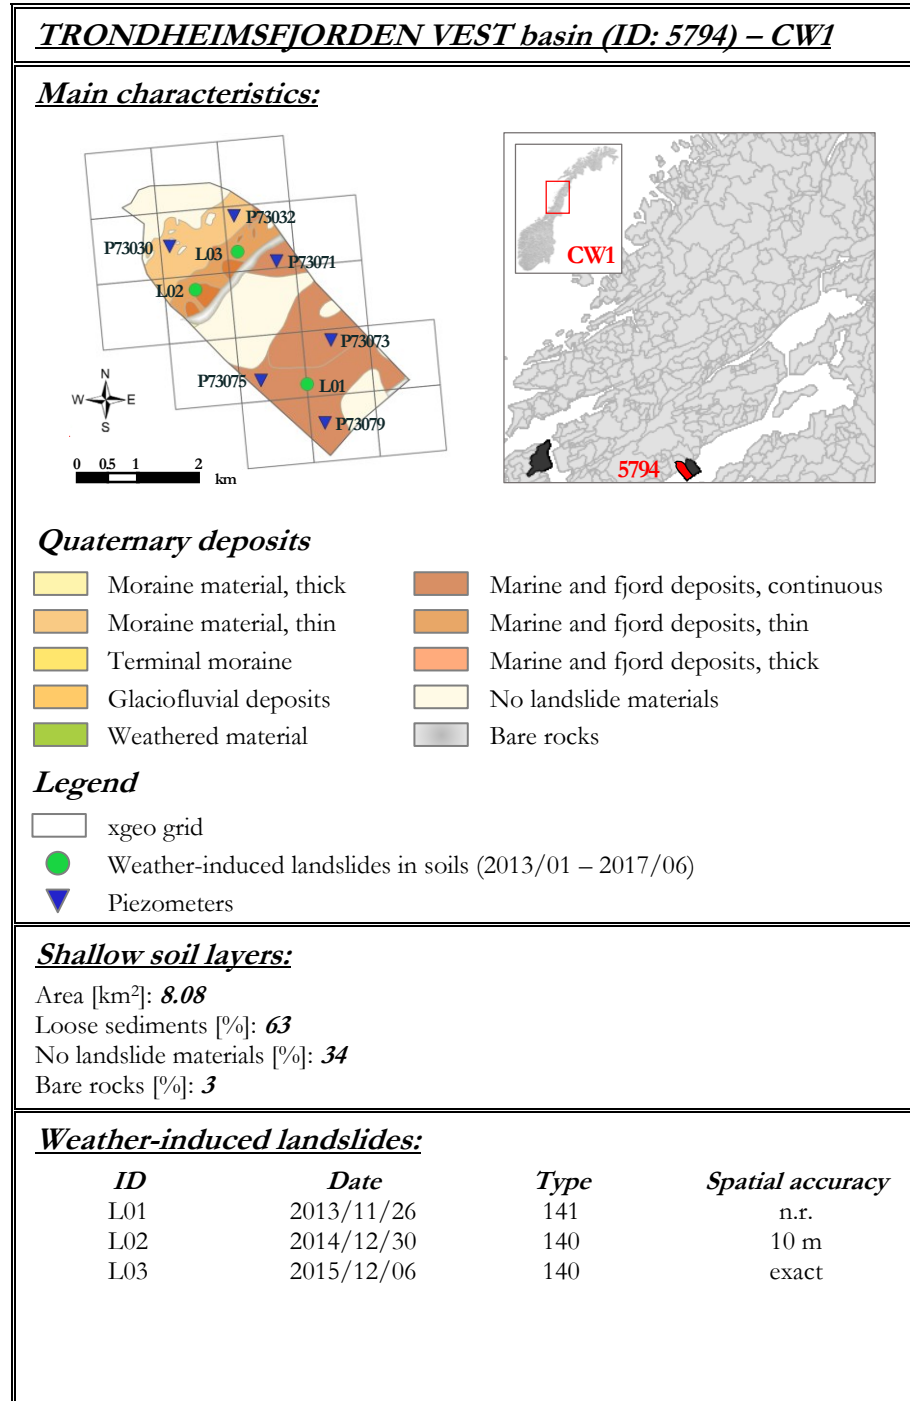 TRONDHEIMSFJORDEN VEST basin (ID: 5794) – CW1
Main characteristics:
P73032
P73030
L03
P73071
L02
P73073
P73075
L01
P73079
N
W
E
S
0 0.5 1 2
km
CW1
5794
Quaternary deposits
Moraine material, thick
Marine and fjord deposits, continuous
Moraine material, thin
Marine and fjord deposits, thin
Terminal moraine
Marine and fjord deposits, thick
Glaciofluvial deposits
No landslide materials
Weathered material
Bare rocks
Legend
xgeo grid
Weather-induced landslides in soils (2013/01 – 2017/06)
Piezometers
Shallow soil layers:
Area [km²]: 8.08
Loose sediments [%]: 63
No landslide materials [%]: 34
Bare rocks [%]: 3
Weather-induced landslides:
ID Date Type Spatial accuracy
L01 2013/11/26 141 n.r.
L02 2014/12/30 140 10 m
L03 2015/12/06 140 exact